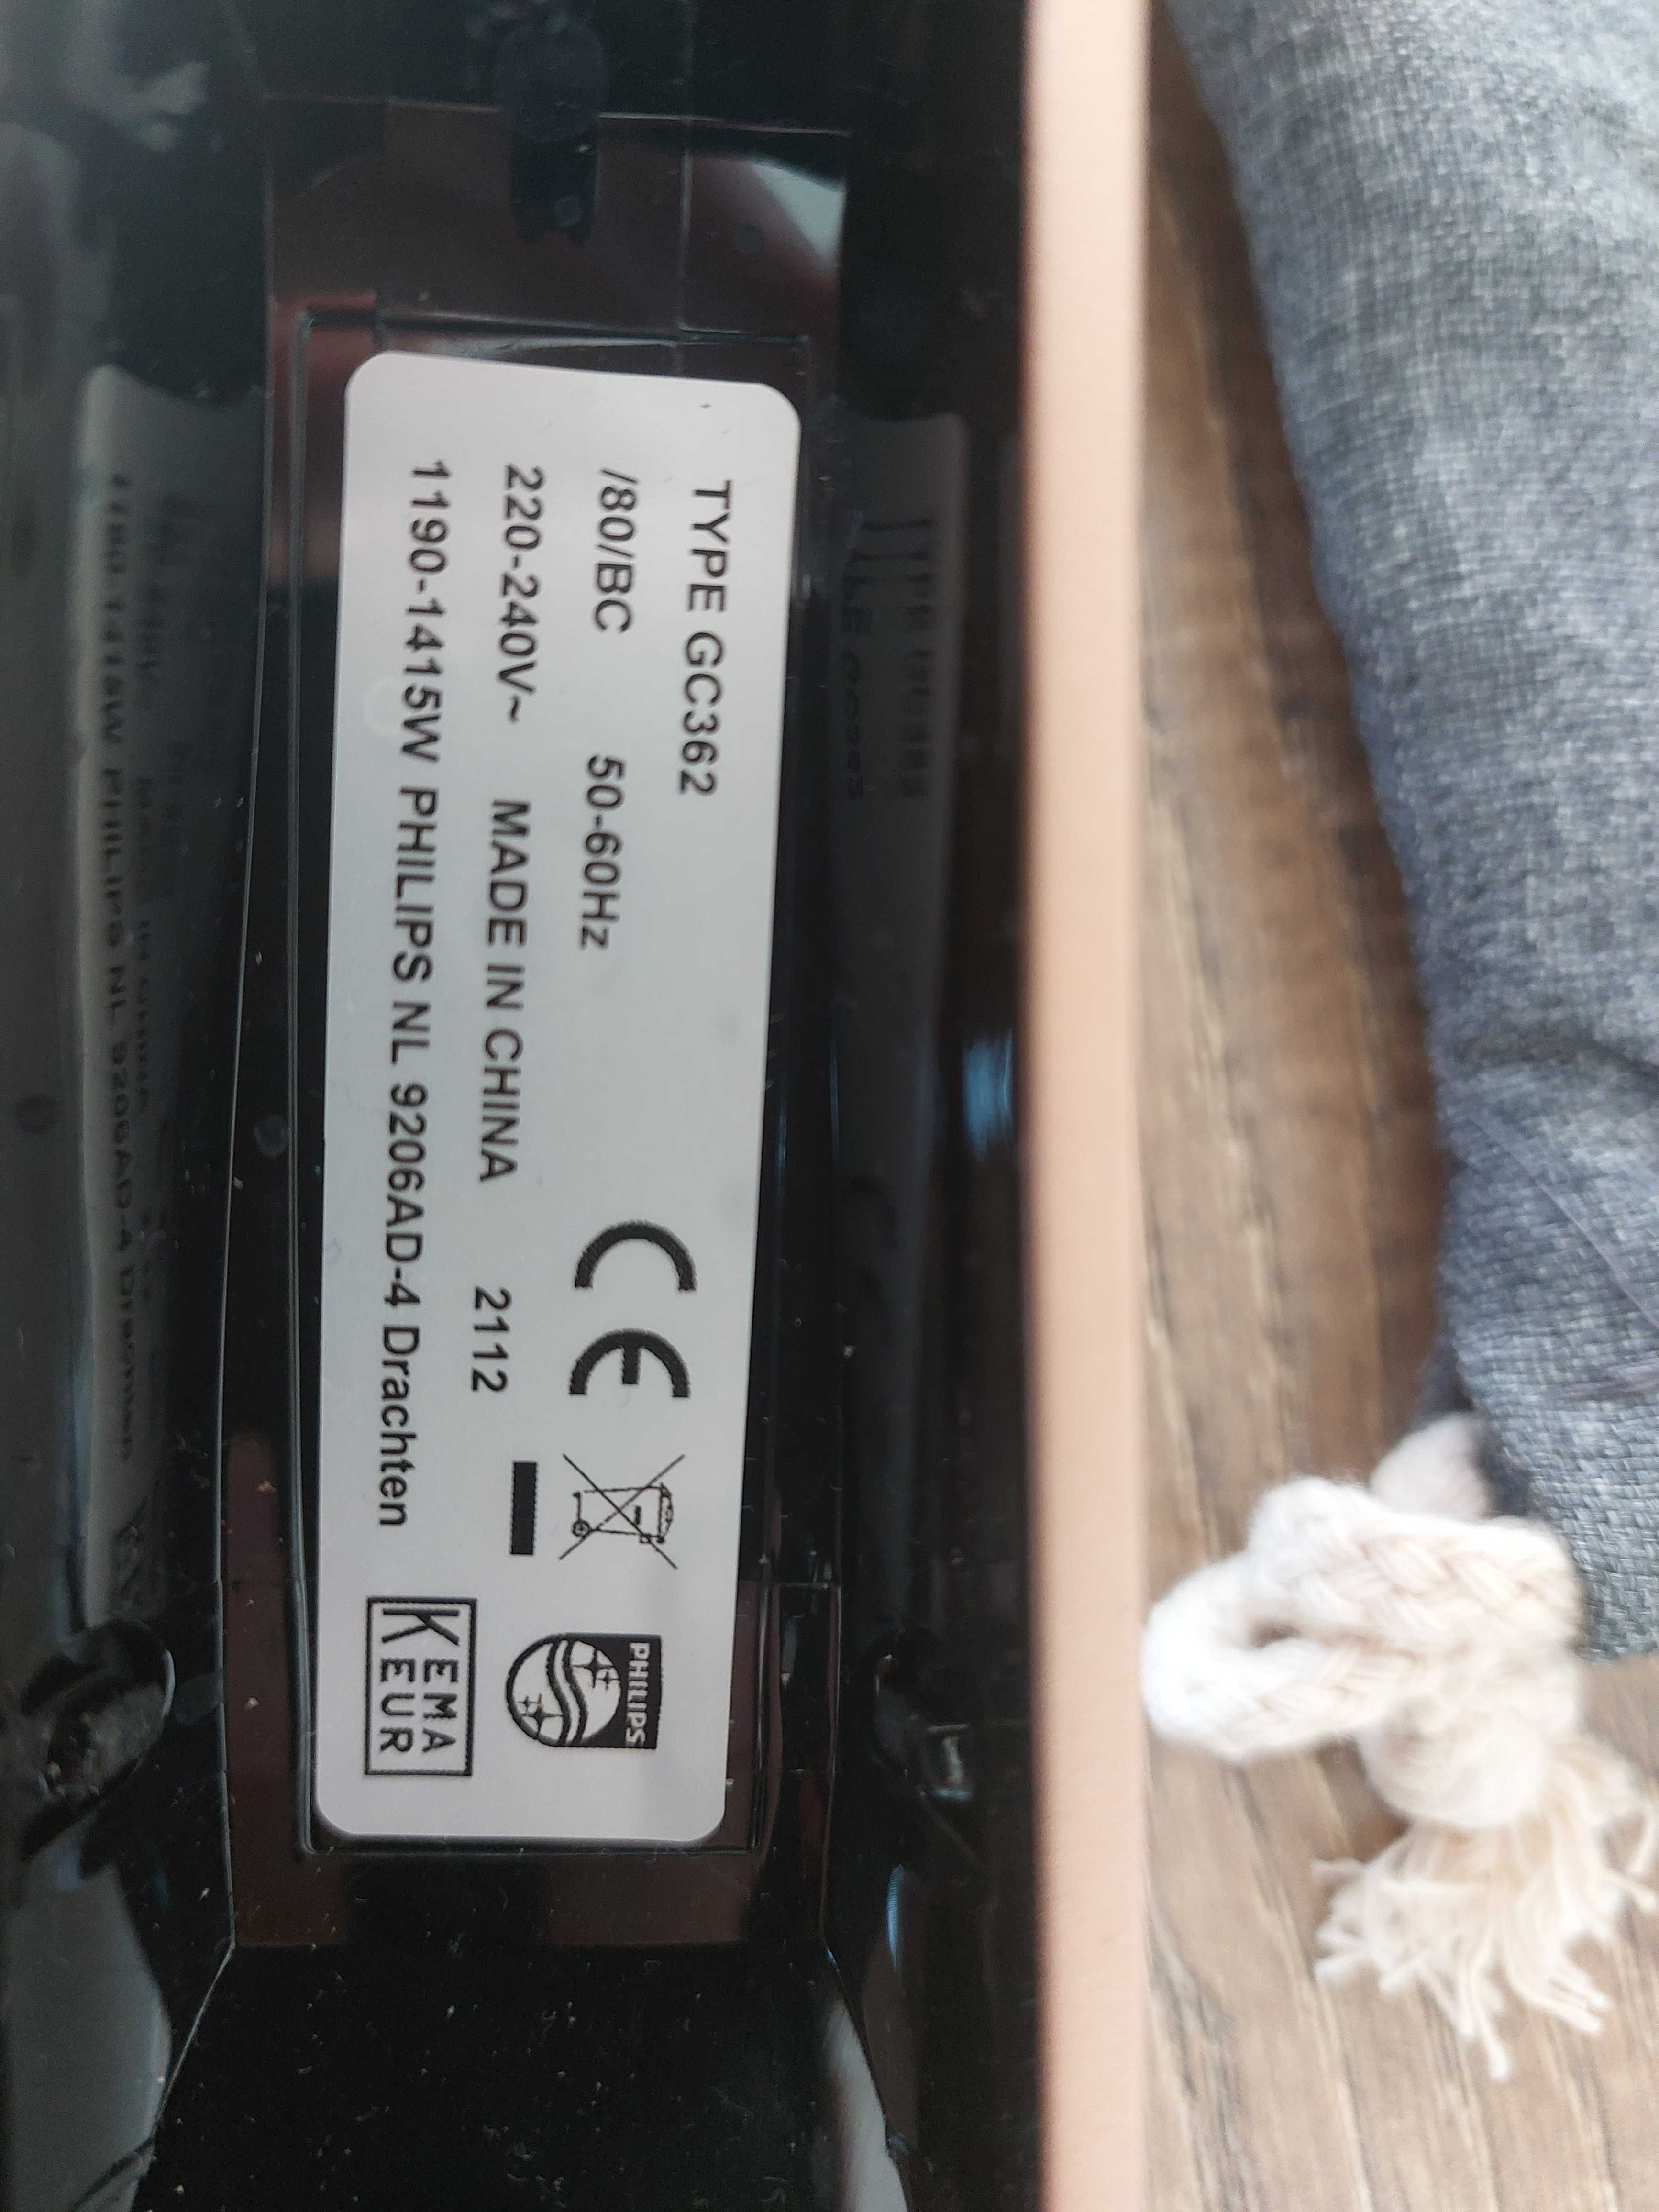 TYPE GC362
/80/BC 50-60Hz
220-240V~ MADE IN CHINA 2112
1190-1415W PHILIPS NL 9206AD-4 Drachten
CE
PHILIPS
KEMA
KEUR